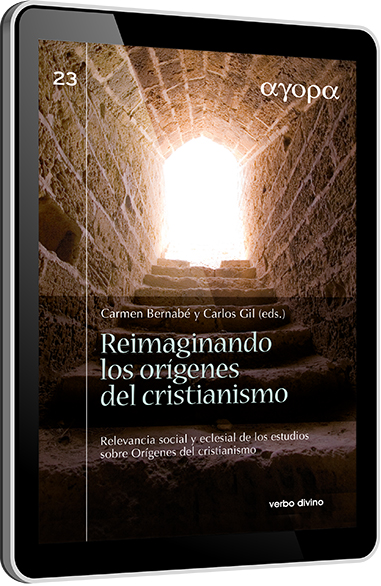 23
αγορα
Carmen Bernabé y Carlos Gil (eds.)
Reimaginando
los orígenes
del cristianismo
Relevancia social y eclesial de los estudios
sobre Orígenes del cristianismo
verbo divino